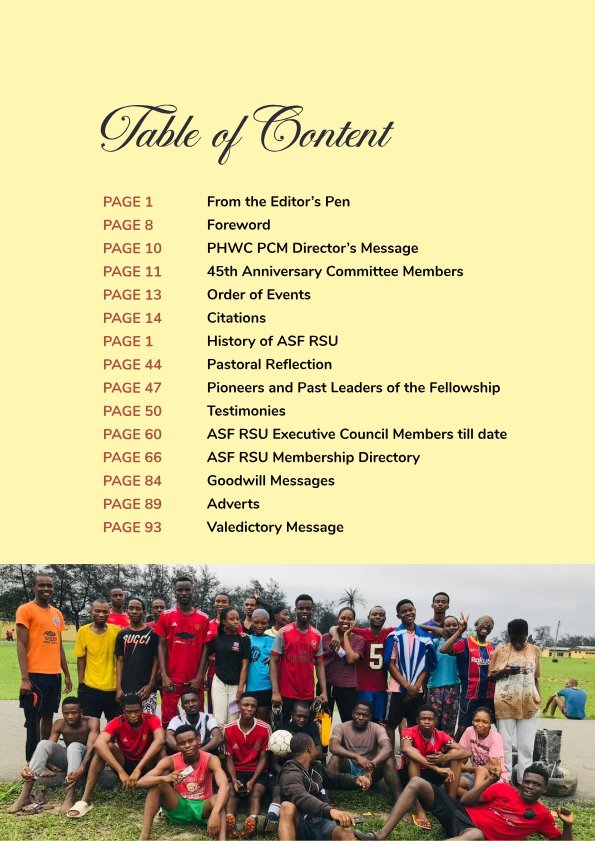 Table of Content
PAGE 1 From the Editor's Pen
PAGE 8 Foreword
PAGE 10 PHWC PCM Director's Message
PAGE 11 45th Anniversary Committee Members
PAGE 13 Order of Events
PAGE 14 Citations
PAGE 1 History of ASF RSU
PAGE 44 Pastoral Reflection
PAGE 47 Pioneers and Past Leaders of the Fellowship
PAGE 50 Testimonies
PAGE 60 ASF RSU Executive Council Members till date
PAGE 66 ASF RSU Membership Directory
PAGE 84 Goodwill Messages
PAGE 89 Adverts
PAGE 93 Valedictory Message
GUCCI
5
Rakuten